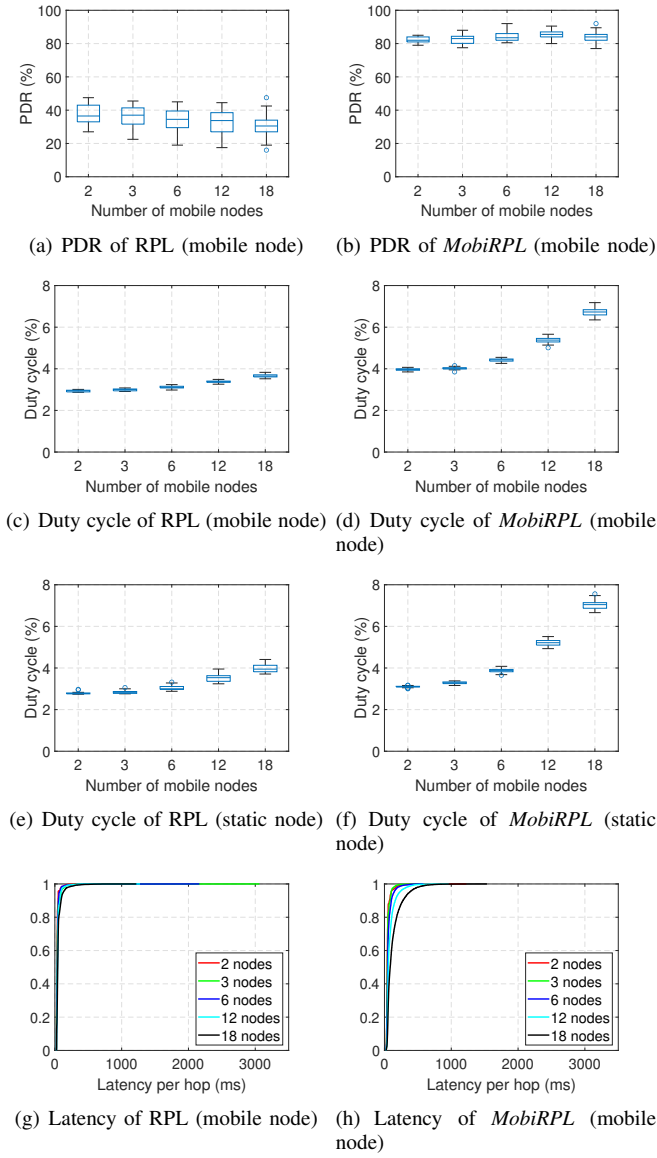 100
80
60
40
20
0
PDR (%)
2 3 6 12 18
Number of mobile nodes
(a) PDR of RPL (mobile node)
100
80
60
40
20
0
PDR (%)
2 3 6 12 18
Number of mobile nodes
(b) PDR of MobiRPL (mobile node)
8
6
4
2
0
Duty cycle (%)
2 3 6 12 18
Number of mobile nodes
(c) Duty cycle of RPL (mobile node)
8
6
4
2
0
Duty cycle (%)
2 3 6 12 18
Number of mobile nodes
(d) Duty cycle of MobiRPL (mobile
node)
8
6
4
2
0
Duty cycle (%)
2 3 6 12 18
Number of mobile nodes
(e) Duty cycle of RPL (static node)
8
6
4
2
0
Duty cycle (%)
2 3 6 12 18
Number of mobile nodes
(f) Duty cycle of MobiRPL (static
node)
1
0.8
0.6
0.4
0.2
0
2 nodes
3 nodes
6 nodes
12 nodes
18 nodes
0 1000 2000 3000
Latency per hop (ms)
(g) Latency of RPL (mobile node)
1
0.8
0.6
0.4
0.2
0
2 nodes
3 nodes
6 nodes
12 nodes
18 nodes
0 1000 2000 3000
Latency per hop (ms)
(h) Latency of MobiRPL (mobile
node)